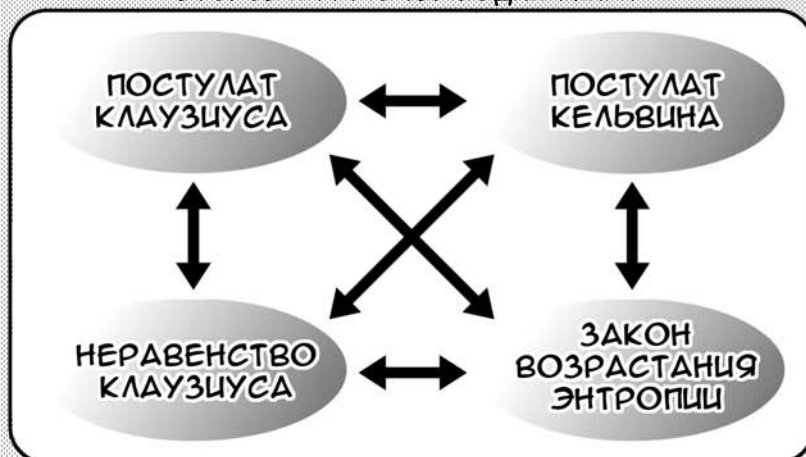 ПОСТУЛАТ
КЛАУЗИУСА
ПОСТУЛАТ
КЕЛЬВИНА
НЕРАВЕНСТВО
КЛАУЗИУСА
ЗАКОН
ВОЗРАСТАНИЯ
ЭНТРОПИИ